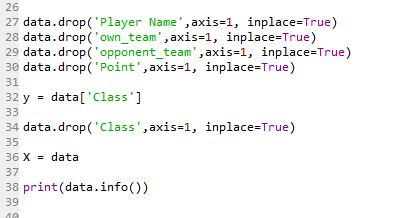 26
27 data.drop('Player Name',axis=1, inplace=True)
28 data.drop('own_team',axis=1, inplace=True)
29 data.drop('opponent_team',axis=1, inplace=True)
30 data.drop('Point',axis=1, inplace=True)
31
32 y = data['Class']
33
34 data.drop('Class',axis=1, inplace=True)
35
36 X = data
37
38 print(data.info())
39
40